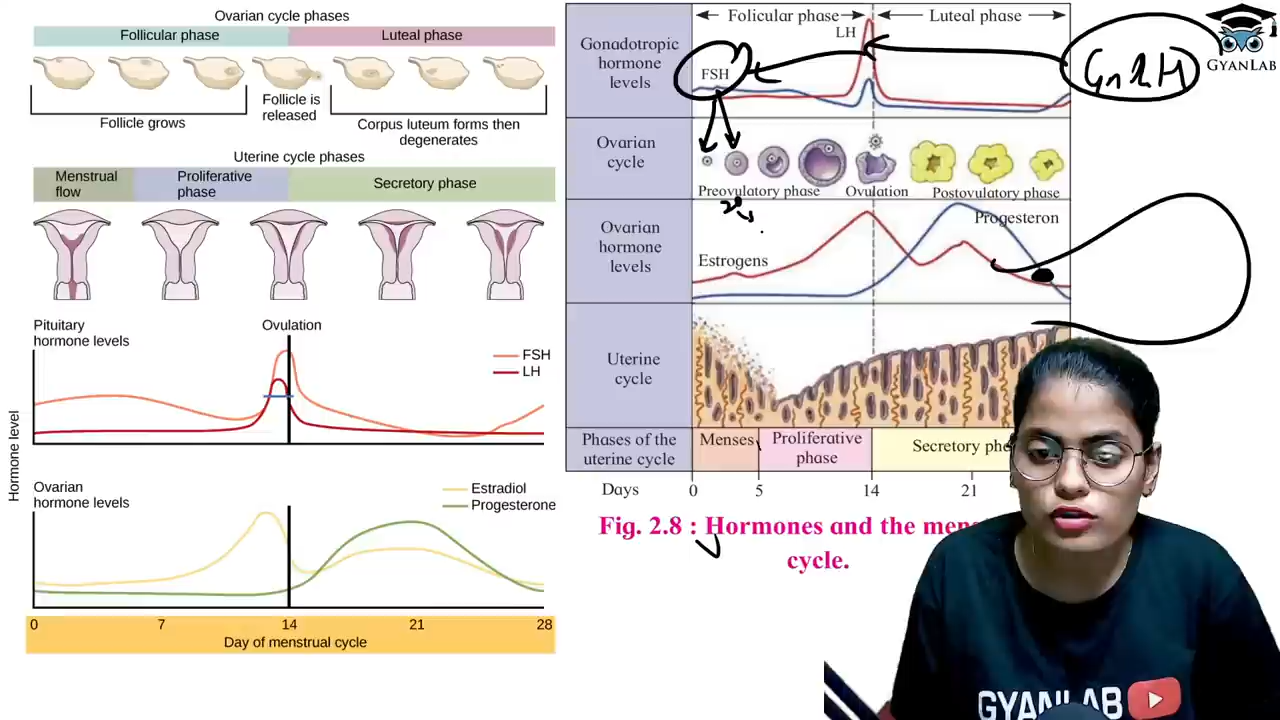 Ovarian cycle phases
Follicular phase
Luteal phase
Follicle grows
Follicle is
released
Corpus luteum forms then
degenerates
Uterine cycle phases
Menstrual
flow
Proliferative
phase
Secretory phase
Pituitary
hormone levels
Ovulation
FSH
LH
Hormone level
Ovarian
hormone levels
Estradiol
Progesterone
0
7
14
21
28
Day of menstrual cycle
Folicular phase
Luteal phase
Gonadotropic
hormone
levels
LH
FSH
GnRH
GYANLAB
Ovarian
cycle
Preovulatory phase
Ovulation
Postovulatory phase
Ovarian
hormone
levels
Estrogens
Progesteron
Uterine
cycle
Phases of the
uterine cycle
Menses
Proliferative
phase
Secretory
Days
0
5
14
21
Fig. 2.8 : Hormones and the
cycle.
GYANLAB